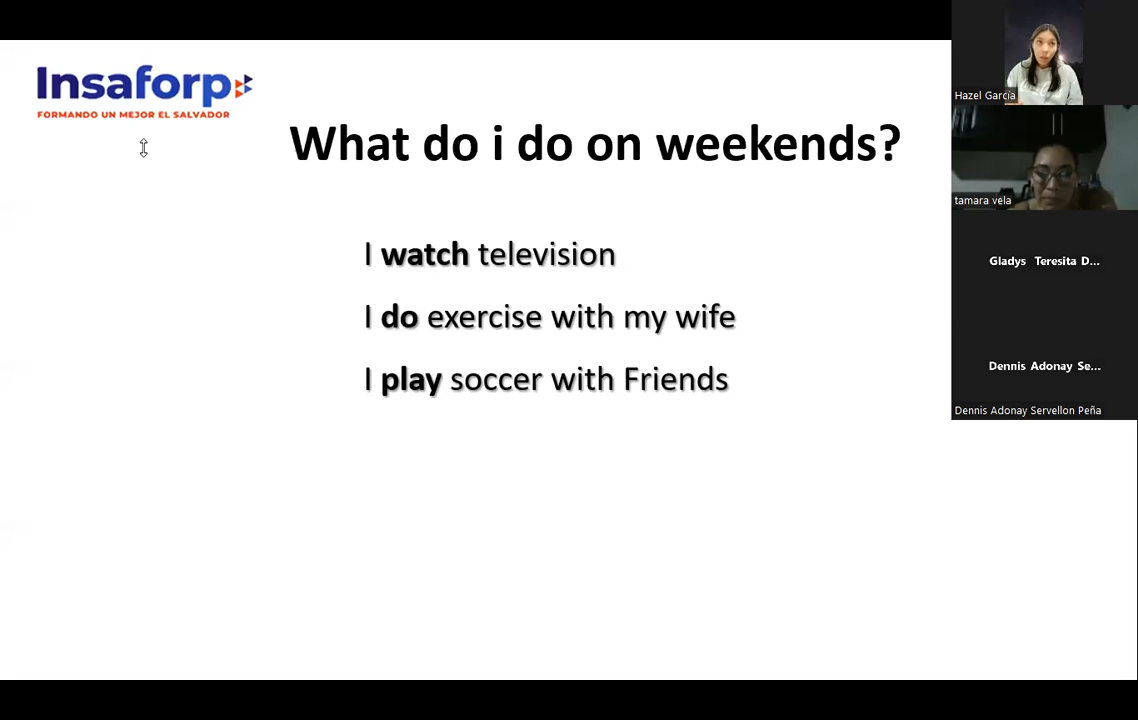 Insaforp
FORMANDO UN MEJOR EL SALVADOR
What do i do on weekends?
I watch television
I do exercise with my wife
I play soccer with Friends
Hazel García
tamara vela
Gladys Teresita D...
Dennis Adonay Se...
Dennis Adonay Servellon Peña